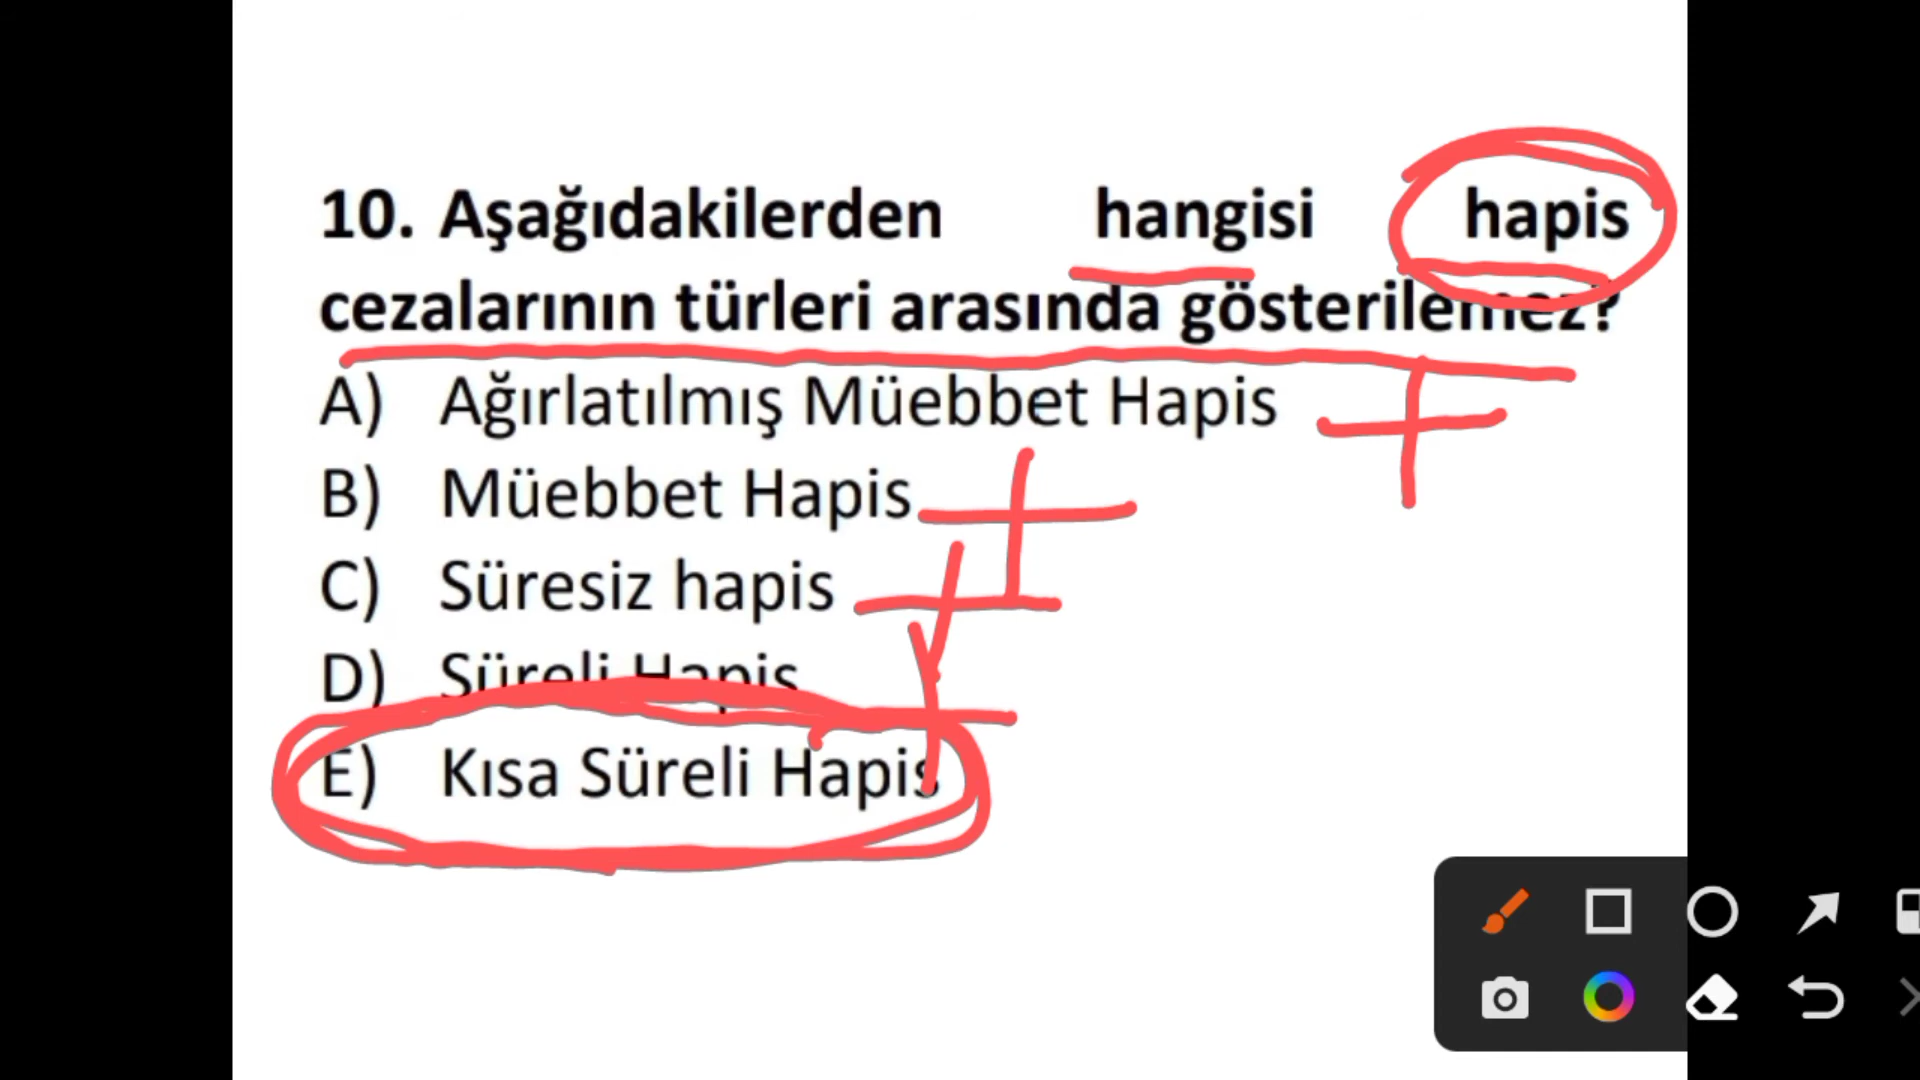 10. Aşağıdakilerden hangisi hapis
cezalarının türleri arasında gösterilemez?
A) Ağırlatılmış Müebbet Hapis
B) Müebbet Hapis
C) Süresiz hapis
D) Süreli Hapis
E) Kısa Süreli Hapis